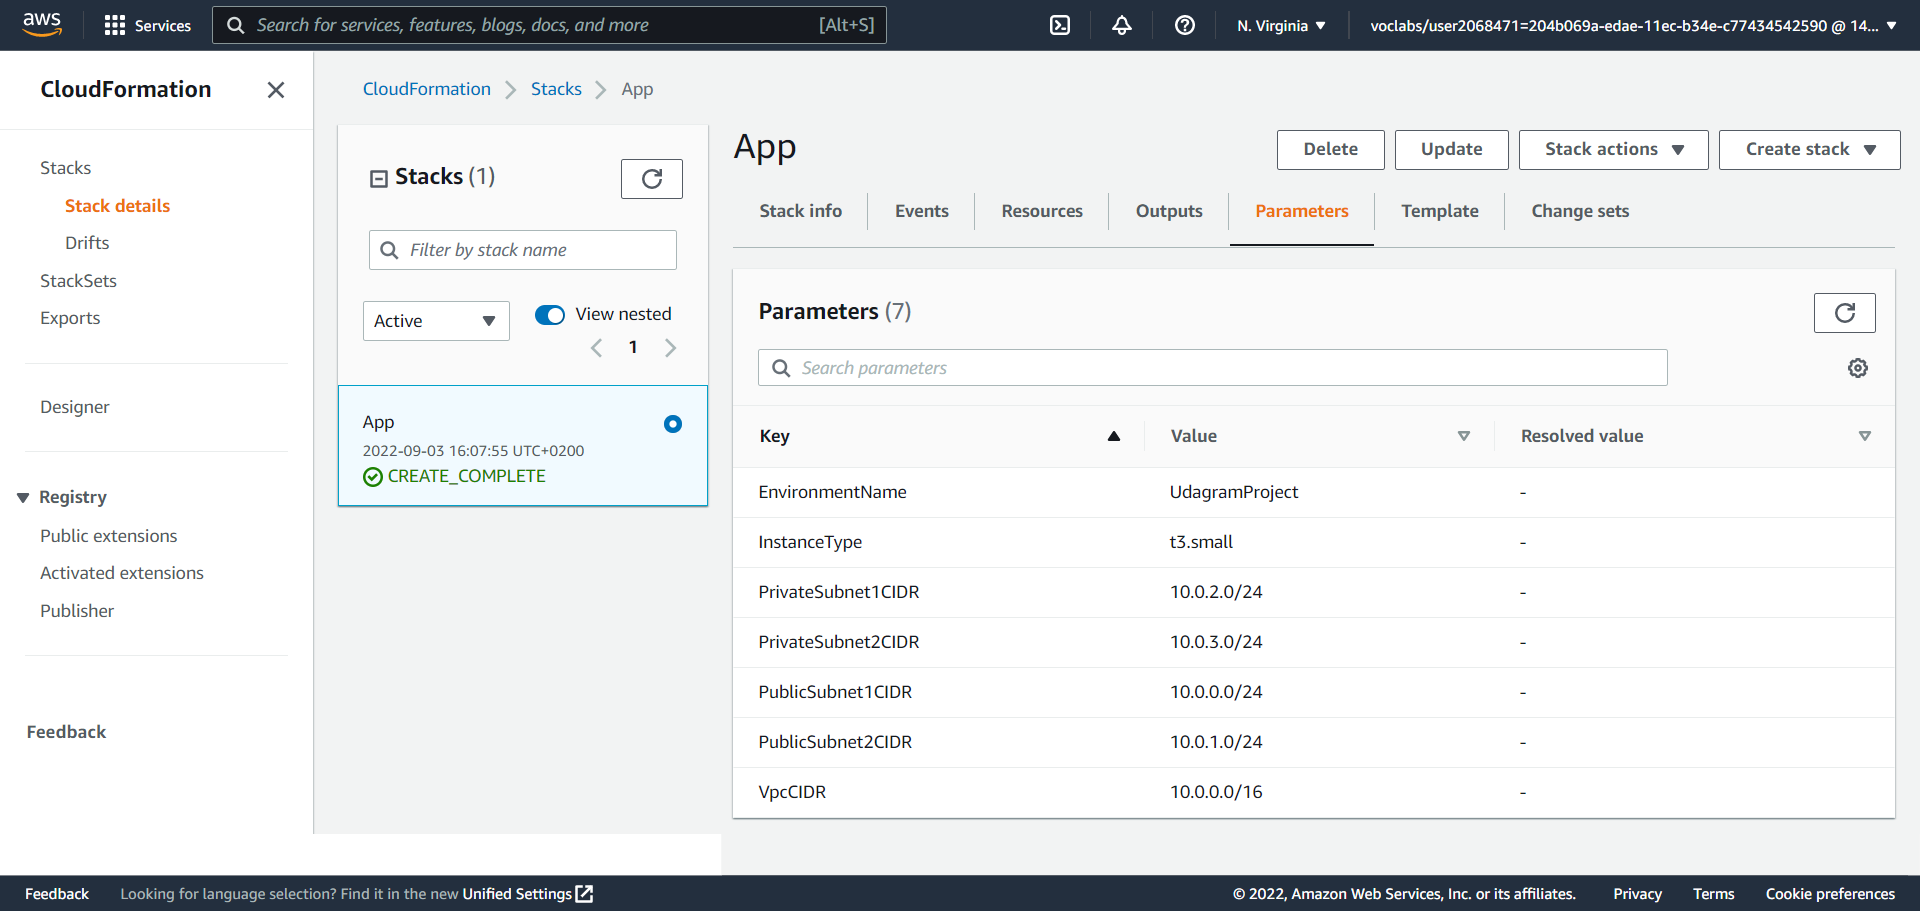 aws
Services
Search for services, features, blogs, docs, and more [Alt+S]
N. Virginia
voclabs/user2068471=204b069a-edae-11ec-b34e-c77434542590 @ 14...
CloudFormation
Stacks
Stack details
Drifts
StackSets
Exports
Designer
Registry
Public extensions
Activated extensions
Publisher
Feedback
CloudFormation Stacks App
Stacks (1)
Filter by stack name
Active
View nested
1
App
2022-09-03 16:07:55 UTC+0200
CREATE_COMPLETE
App
Delete Update Stack actions Create stack
Stack info Events Resources Outputs Parameters Template Change sets
Parameters (7)
Search parameters
Key Value Resolved value
EnvironmentName UdagramProject -
InstanceType t3.small -
PrivateSubnet1CIDR 10.0.2.0/24 -
PrivateSubnet2CIDR 10.0.3.0/24 -
PublicSubnet1CIDR 10.0.0.0/24 -
PublicSubnet2CIDR 10.0.1.0/24 -
VpcCIDR 10.0.0.0/16 -
Feedback Looking for language selection? Find it in the new Unified Settings © 2022, Amazon Web Services, Inc. or its affiliates. Privacy Terms Cookie preferences